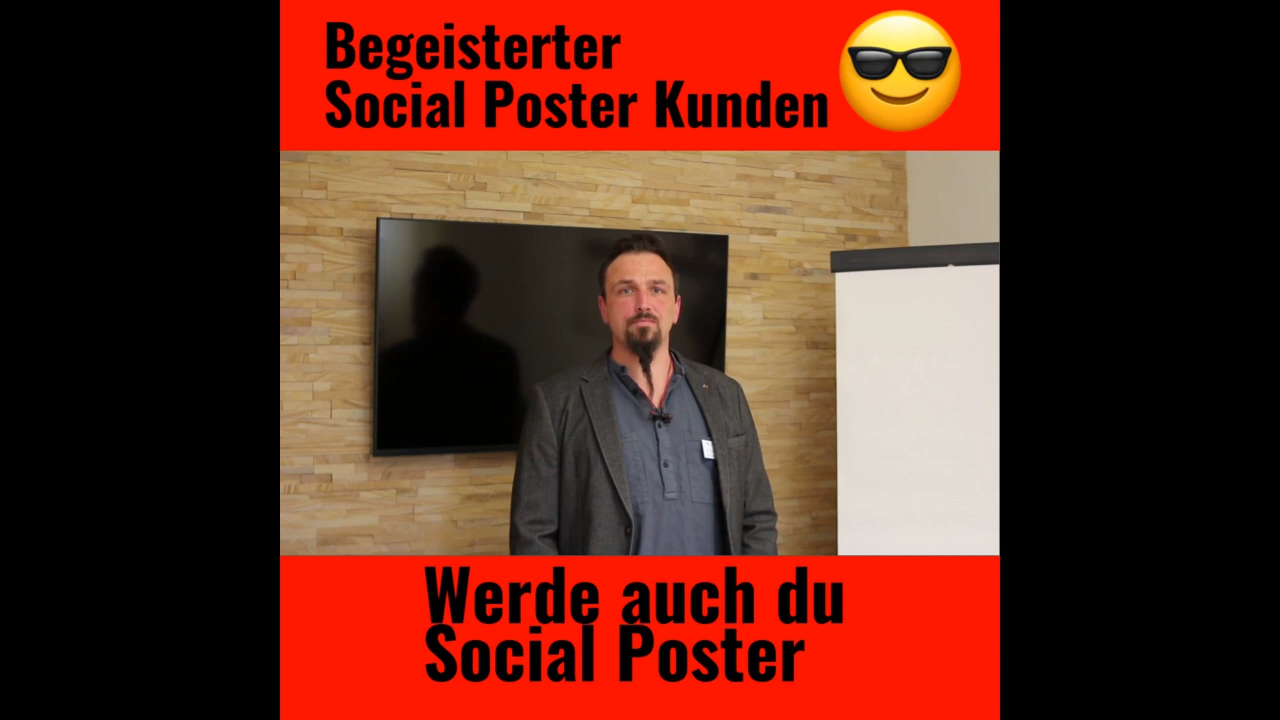 Begeisterter
Social Poster Kunden
Werde auch du
Social Poster